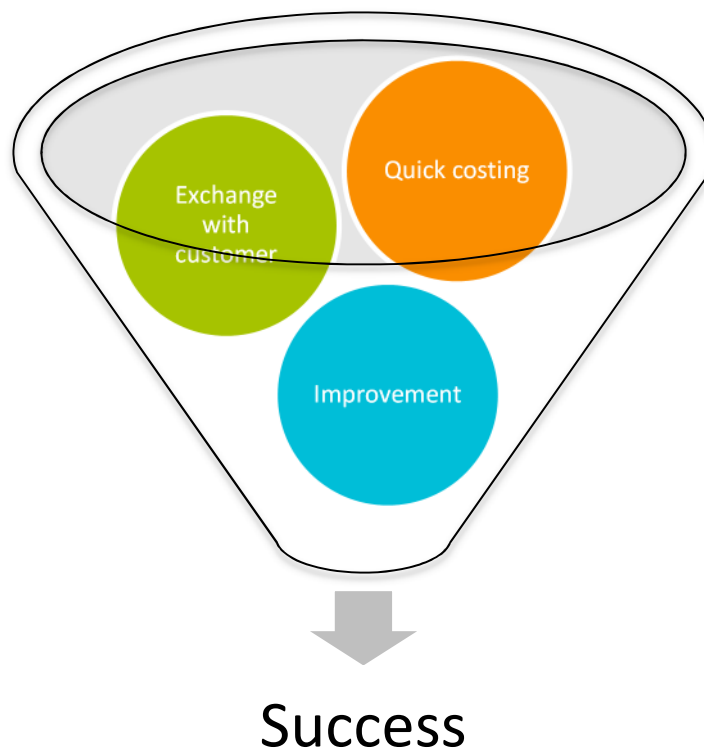 Quick costing
Exchange
with
customer
Improvement
Success